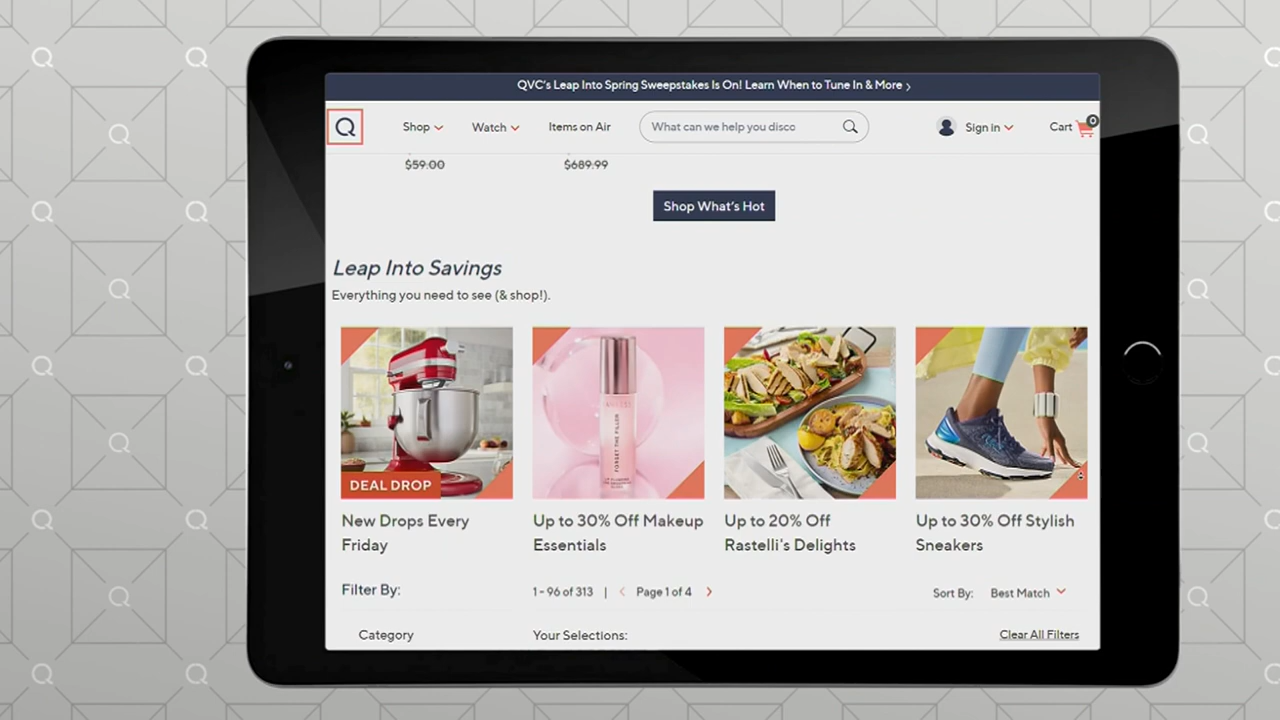 QVC's Leap Into Spring Sweepstakes Is On! Learn When to Tune In & More ›
Q
Shop
Watch
Items on Air
What can we help you disco
Sign in
Cart
0
$59.00
$689.99
Shop What's Hot
Leap Into Savings
Everything you need to see (& shop!).
FORGET THE FILLER
DEAL DROP
New Drops Every
Friday
Up to 30% Off Makeup
Essentials
Up to 20% Off
Rastelli's Delights
Up to 30% Off Stylish
Sneakers
Filter By:
1 - 96 of 313 | Page 1 of 4
Sort By: Best Match
Category
Your Selections:
Clear All Filters